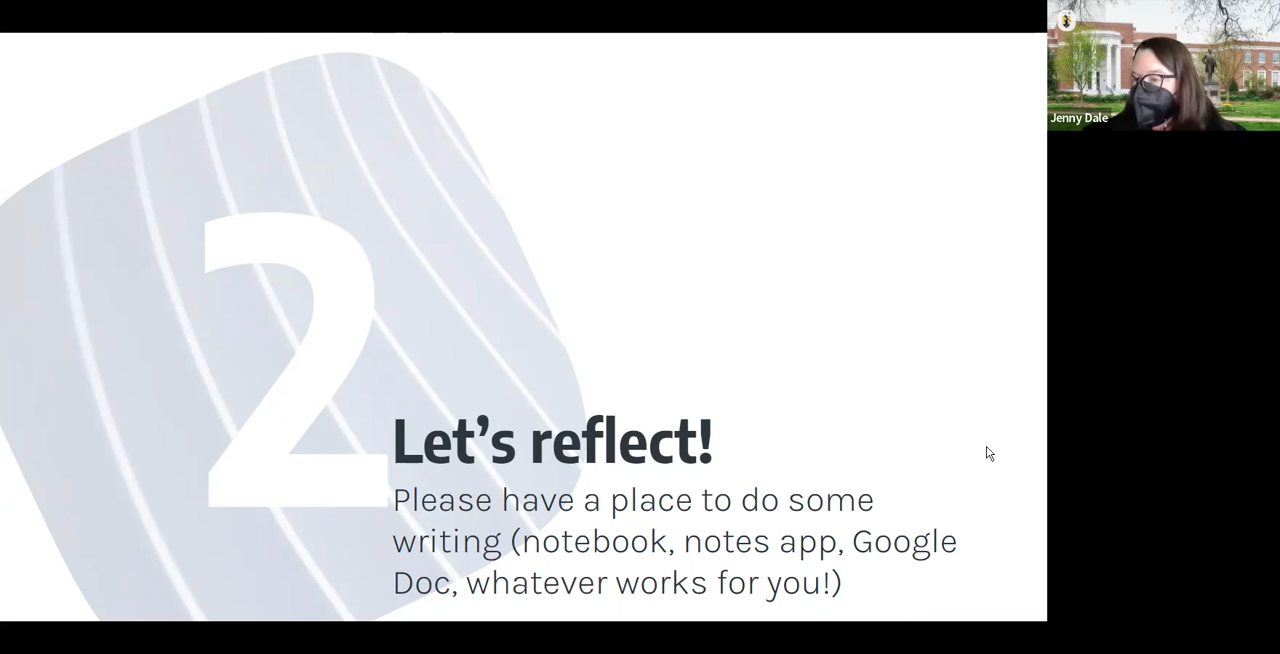 Jenny Dale
2
Let's reflect!
Please have a place to do some
writing (notebook, notes app, Google
Doc, whatever works for you!)